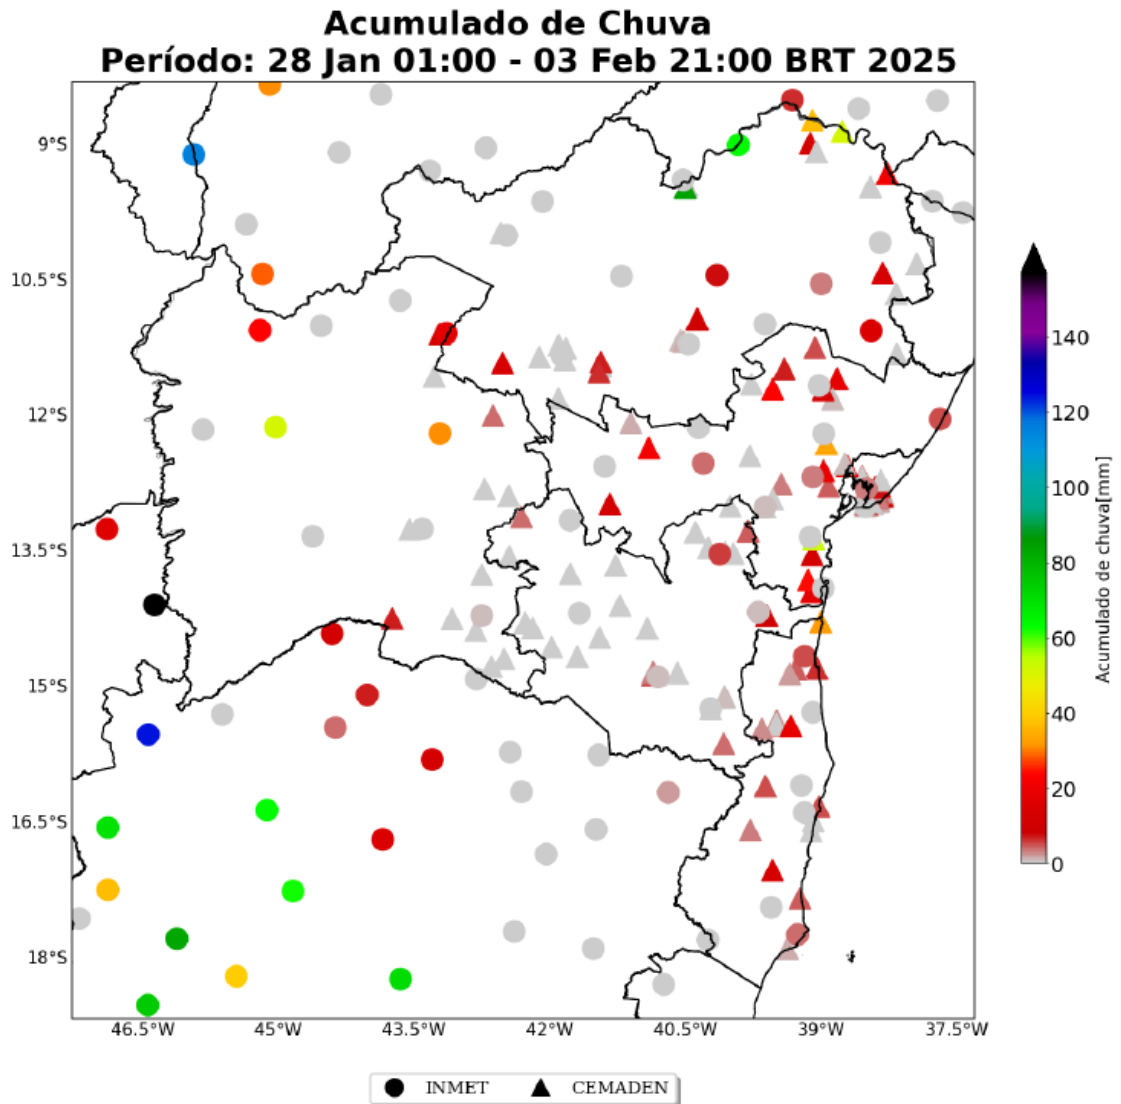 Acumulado de Chuva
Período: 28 Jan 01:00 - 03 Feb 21:00 BRT 2025
9°S
10.5°S
12°S
13.5°S
15°S
16.5°S
18°S
46.5°W
45°W
43.5°W
42°W
40.5°W
39°W
37.5°W
140
120
100
80
60
40
20
0
Acumulado de chuva[mm]
INMET
CEMADEN